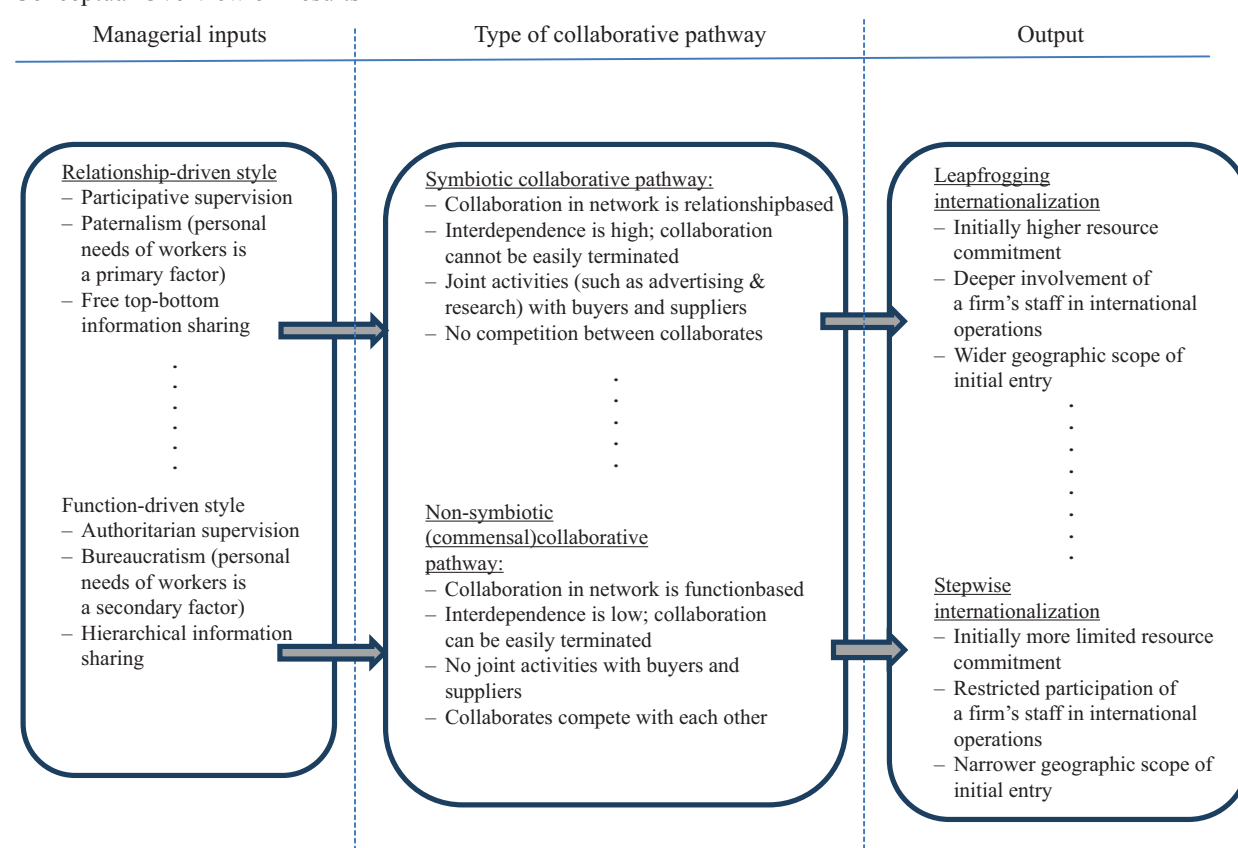 Managerial inputs
Type of collaborative pathway
Output
Relationship-driven style
– Participative supervision
– Paternalism (personal
needs of workers is
a primary factor)
– Free top-bottom
information sharing
Function-driven style
– Authoritarian supervision
– Bureaucratism (personal
needs of workers is
a secondary factor)
– Hierarchical information
sharing
Symbiotic collaborative pathway:
– Collaboration in network is relationshipbased
– Interdependence is high; collaboration
cannot be easily terminated
– Joint activities (such as advertising &
research) with buyers and suppliers
– No competition between collaborates
Non-symbiotic
(commensal)collaborative
pathway:
– Collaboration in network is functionbased
– Interdependence is low; collaboration
can be easily terminated
– No joint activities with buyers and
suppliers
– Collaborates compete with each other
Leapfrogging
internationalization
– Initially higher resource
commitment
– Deeper involvement of
a firm’s staff in international
operations
– Wider geographic scope of
initial entry
Stepwise
internationalization
– Initially more limited resource
commitment
– Restricted participation of
a firm’s staff in international
operations
– Narrower geographic scope of
initial entry